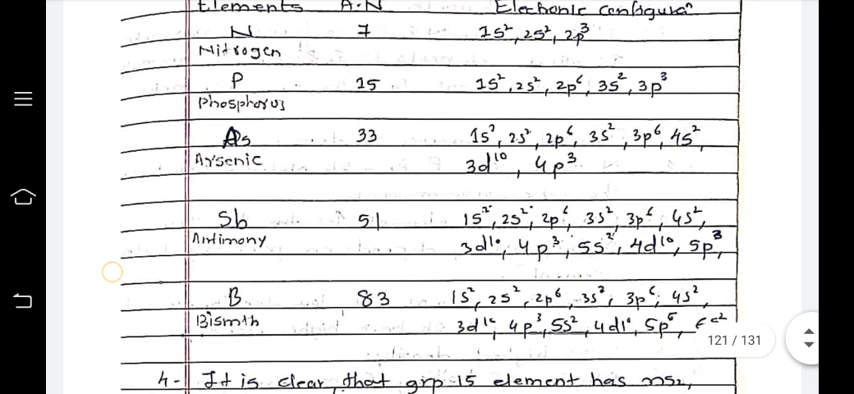 Elements A.N Electronic Configura^n
N 7 1s², 2s², 2p³
Nitrogen
P 15 1s², 2s², 2p⁶, 3s², 3p³
Phosphorus
As 33 1s², 2s², 2p⁶, 3s², 3p⁶, 4s²,
Arsenic 3d¹⁰, 4p³
Sb 51 1s², 2s², 2p⁶, 3s², 3p⁶, 4s²,
Antimony 3d¹⁰, 4p³, 5s², 4d¹⁰, 5p³,
B 83 1s², 2s², 2p⁶, 3s², 3p⁶, 4s²,
Bismth 3d¹⁰, 4p³, 5s², 4d¹⁰, 5p⁶,
121 / 131
4- It is clear, that grp 15 element has ns2,